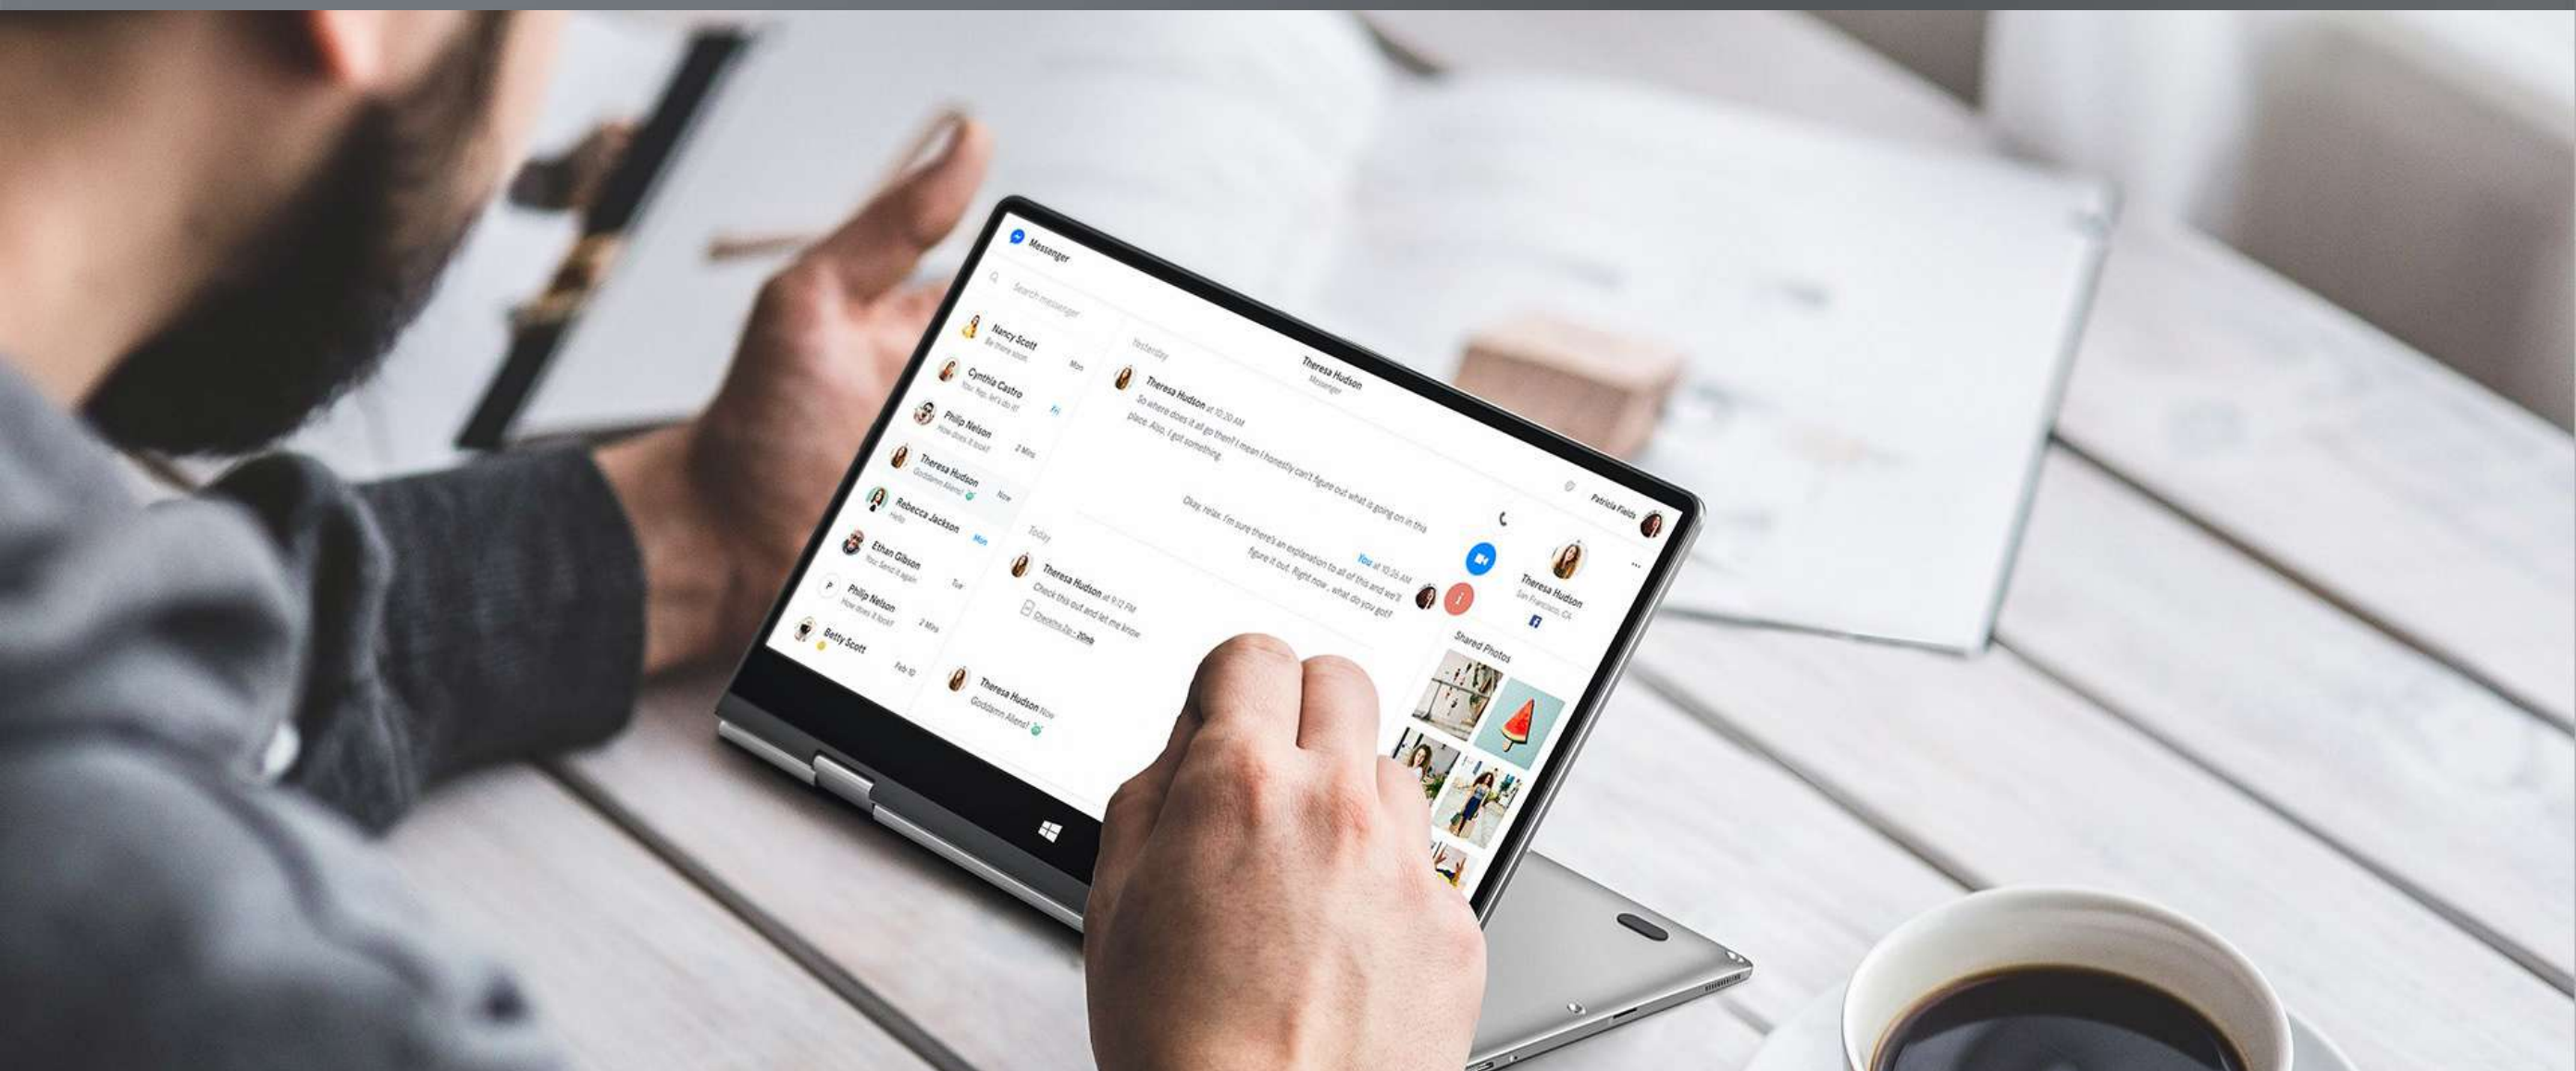 Messenger
Search messenger
Nancy Scott
Be there soon.
Mon
Cynthia Castro
You: Yep, let's do it!
Fri
Philip Nelson
How does it look?
2 Mins
Theresa Hudson
Goddamn Aliens!
Now
Rebecca Jackson
Hello
Mon
Ethan Gibson
You: Send it again
Tue
P
Philip Nelson
How does it look?
2 Mins
Betty Scott
Feb 10
Theresa Hudson
Messenger
Yesterday
Theresa Hudson at 10:20 AM
So where does it all go then? I mean I honestly can't figure out what is going on in this
place. Also, I got something.
You at 10:26 AM
Okay, relax. I'm sure there's an explanation to all of this and we'll
figure it out. Right now , what do you got?
Today
Theresa Hudson at 9:12 PM
Check this out and let me know
20mb
Theresa Hudson Now
Goddamn Aliens!
Patricia Fields
Theresa Hudson
San Francisco, CA
Shared Photos